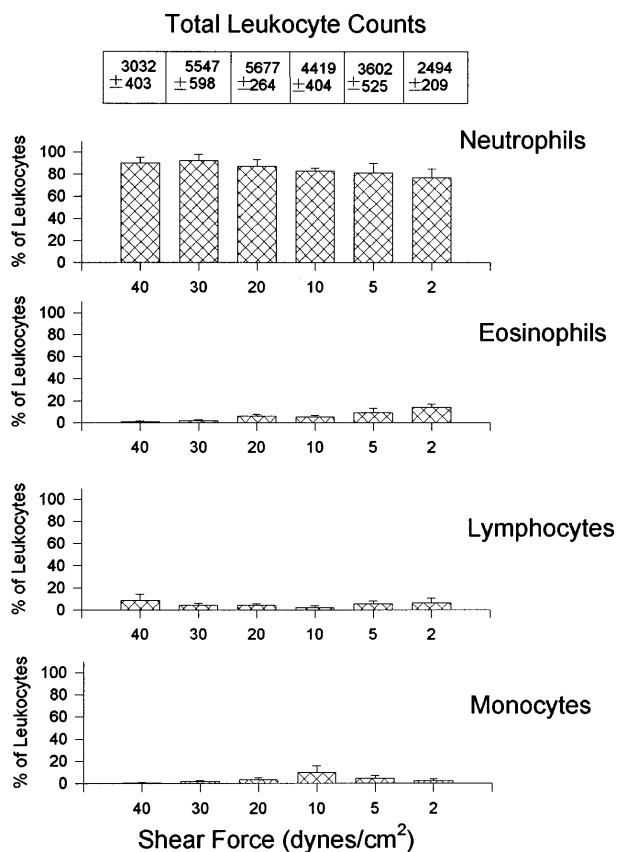 Total Leukocyte Counts
3032 5547 5677 4419 3602 2494
±403 ±598 ±264 ±404 ±525 ±209
Neutrophils
% of Leukocytes
100
80
60
40
20
0
40 30 20 10 5 2
Eosinophils
% of Leukocytes
100
80
60
40
20
0
40 30 20 10 5 2
Lymphocytes
% of Leukocytes
100
80
60
40
20
0
40 30 20 10 5 2
Monocytes
% of Leukocytes
100
80
60
40
20
0
40 30 20 10 5 2
Shear Force (dynes/cm²)